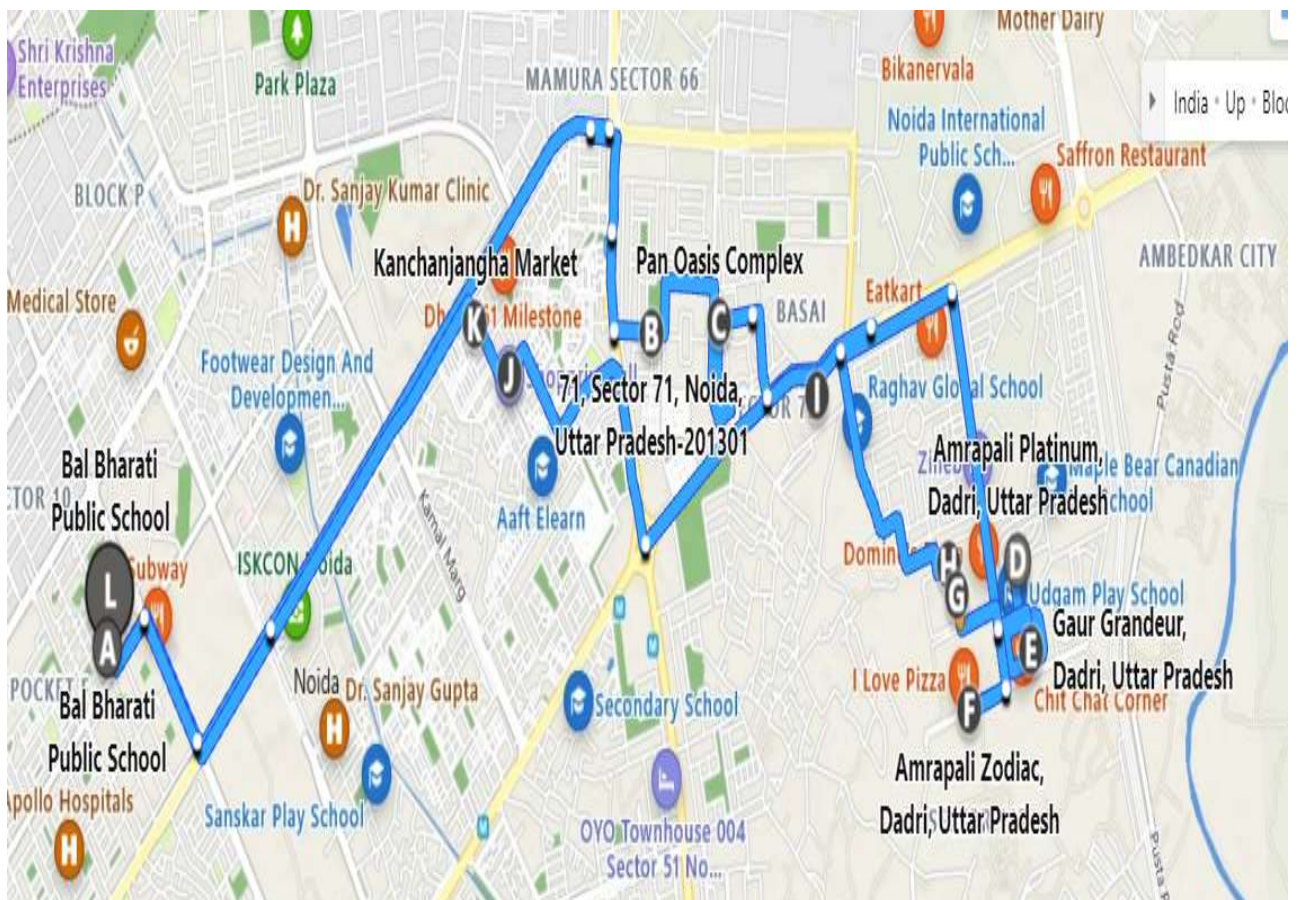 Mother Dairy
Shri Krishna
Enterprises
Park Plaza
MAMURA SECTOR 66
Bikanervala
India · Up · Bloc
Noida International
Public Sch...
Saffron Restaurant
BLOCK P
Dr. Sanjay Kumar Clinic
AMBEDKAR CITY
Kanchanjangha Market
Pan Oasis Complex
Medical Store
61 Milestone
K
B
C
BASAI
Eatkart
Pusta Rod
Footwear Design And
Developmen...
J
71, Sector 71, Noida,
Uttar Pradesh-201301
I
Raghav Global School
Bal Bharati
Public School
Amrapali Platinum,
Dadri, Uttar Pradesh
Maple Bear Canadian
School
Aaft Elearn
Kamal Marg
Subway
ISKCON Noida
L
A
H
G
D
Udgam Play School
Gaur Grandeur,
Dadri, Uttar Pradesh
E
POCKET
Bal Bharati
Public School
Noida
Dr. Sanjay Gupta
Secondary School
I Love Pizza
F
Chit Chat Corner
Apollo Hospitals
Sanskar Play School
Amrapali Zodiac,
Dadri, Uttar Pradesh
OYO Townhouse 004
Sector 51 No...
Pusta